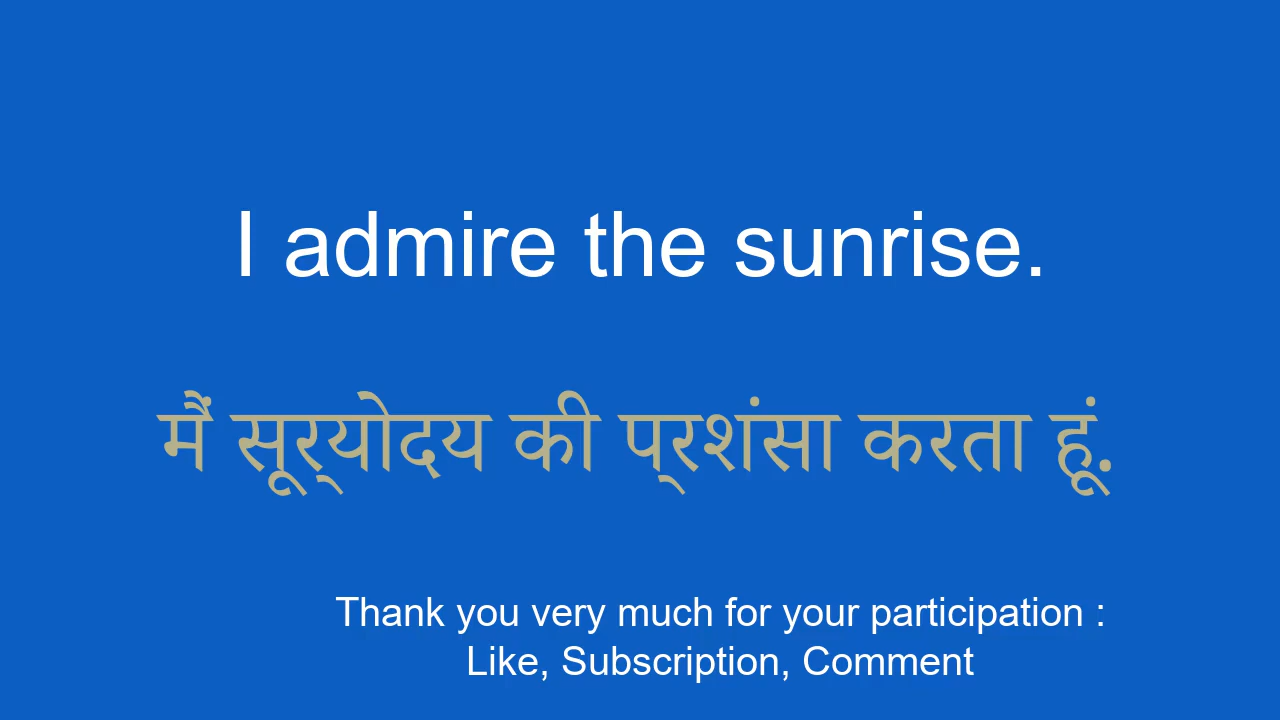 I admire the sunrise.
मैं सूर्योदय की प्रशंसा करता हूं.
Thank you very much for your participation :
Like, Subscription, Comment